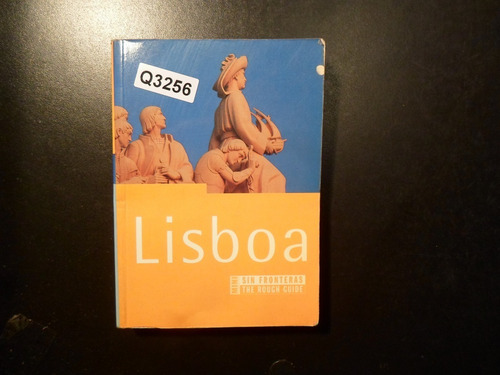 Q3256
Lisboa
SIN FRONTERAS
THE ROUGH GUIDE